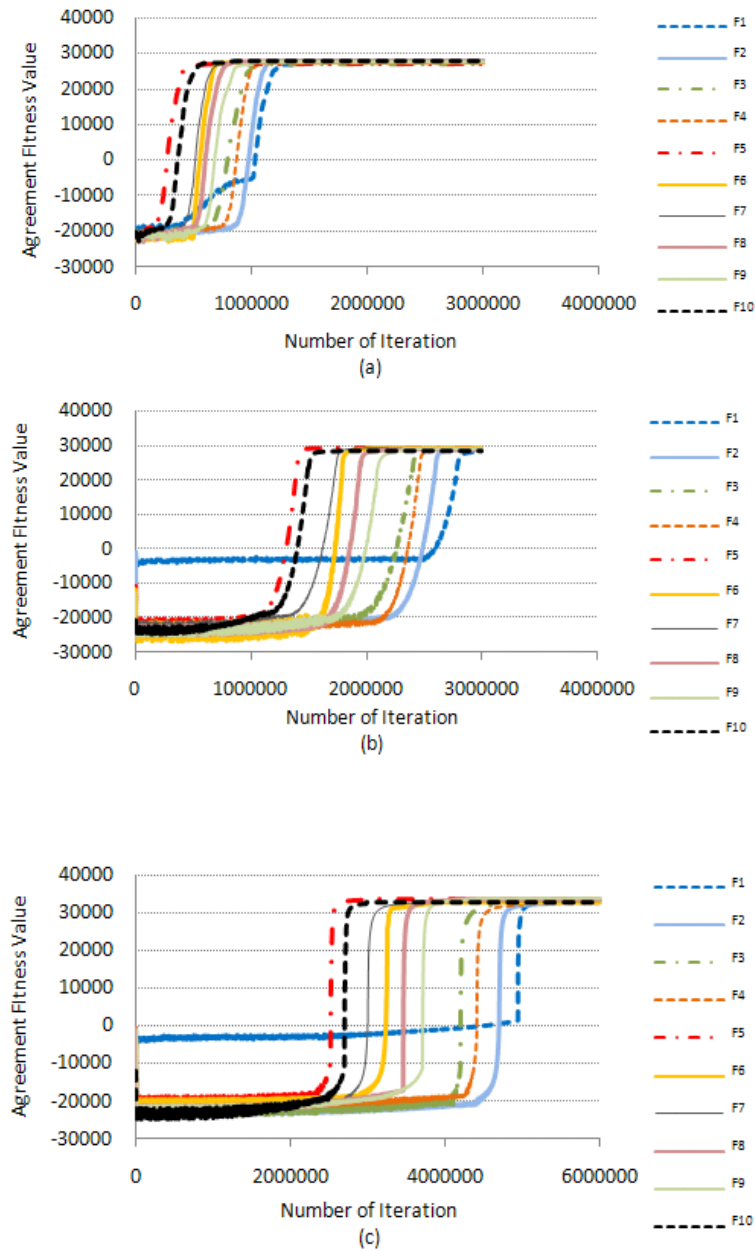 40000
30000
20000
10000
0
-10000
-20000
-30000
Agreement Fitness Value
0 1000000 2000000 3000000 4000000
Number of Iteration
(a)
F1
F2
F3
F4
F5
F6
F7
F8
F9
F10
40000
30000
20000
10000
0
-10000
-20000
-30000
Agreement Fitness Value
0 1000000 2000000 3000000 4000000
Number of Iteration
(b)
F1
F2
F3
F4
F5
F6
F7
F8
F9
F10
40000
30000
20000
10000
0
-10000
-20000
-30000
Agreement Fitness Value
0 2000000 4000000 6000000
Number of Iteration
(c)
F1
F2
F3
F4
F5
F6
F7
F8
F9
F10